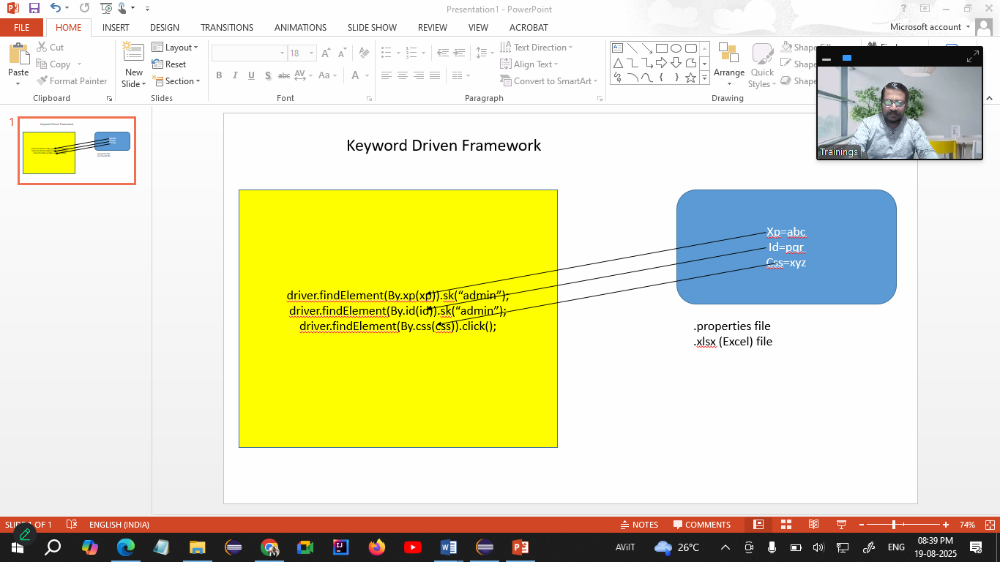 Presentation1 - PowerPoint
?
FILE HOME INSERT DESIGN TRANSITIONS ANIMATIONS SLIDE SHOW REVIEW VIEW ACROBAT Microsoft account
Paste
Cut
Copy
Format Painter
Clipboard
New
Slide
Layout
Reset
Section
Slides
18
B I U S abc AV Aa A
Font
Text Direction
Align Text
Convert to SmartArt
Paragraph
Arrange
Quick
Styles
Drawing
Trainings
1
Keyword Driven Framework
driver.findElement(By.xp(xp)).sk(“admin”);
driver.findElement(By.id(id)).sk(“admin”);
driver.findElement(By.css(css)).click();
Xp=abc
Id=pqr
Css=xyz
.properties file
.xlsx (Excel) file
SLIDE 1 OF 1 ENGLISH (INDIA) NOTES COMMENTS 74%
AViIT 26°C ENG 08:39 PM
19-08-2025